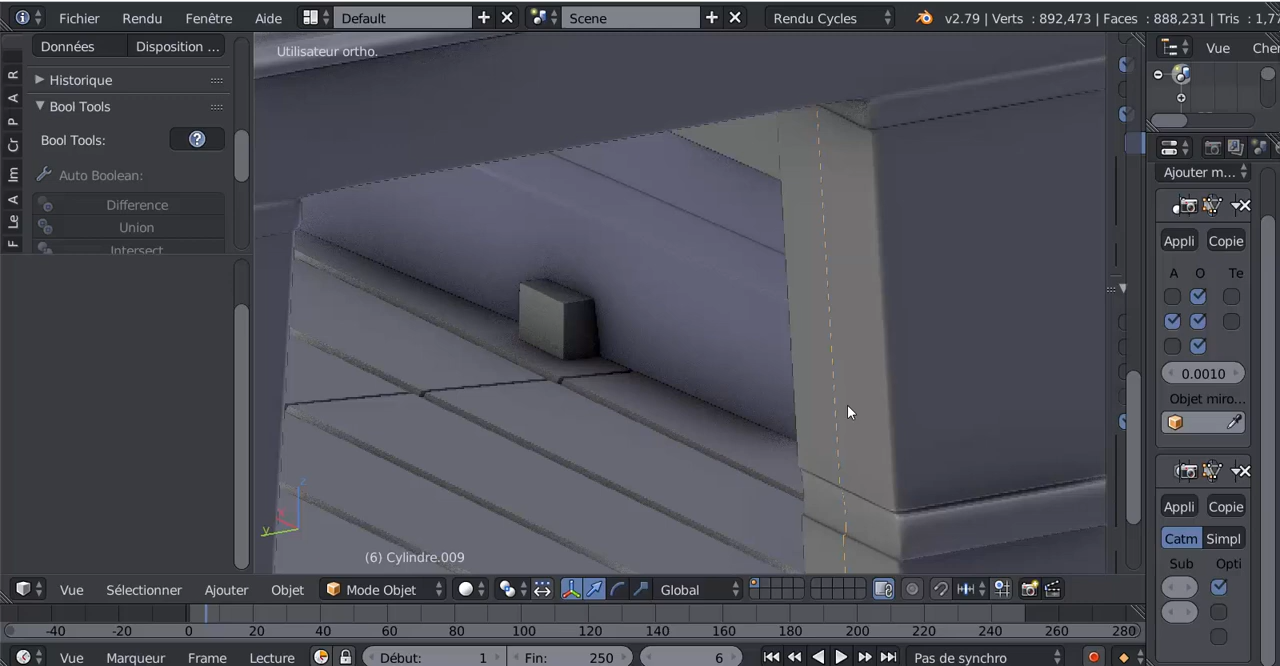 Fichier Rendu Fenêtre Aide Default Scene Rendu Cycles v2.79 | Verts : 892,473 | Faces : 888,231 | Tris : 1,7
Données Disposition ...
Historique
Bool Tools
Bool Tools:
Auto Boolean:
Difference
Union
Intersect
R
A
P
Cr
Im
A
Le
F
Utilisateur ortho.
z
y
(6) Cylindre.009
Vue Cher
Ajouter m...
Appli Copie
A O Te
0.0010
Objet miro...
Appli Copie
Catm Simpl
Sub Opti
Vue Sélectionner Ajouter Objet Mode Objet Global
-40 -20 0 20 40 60 80 100 120 140 160 180 200 220 240 260 280
Vue Marqueur Frame Lecture Début: 1 Fin: 250 6 Pas de synchro